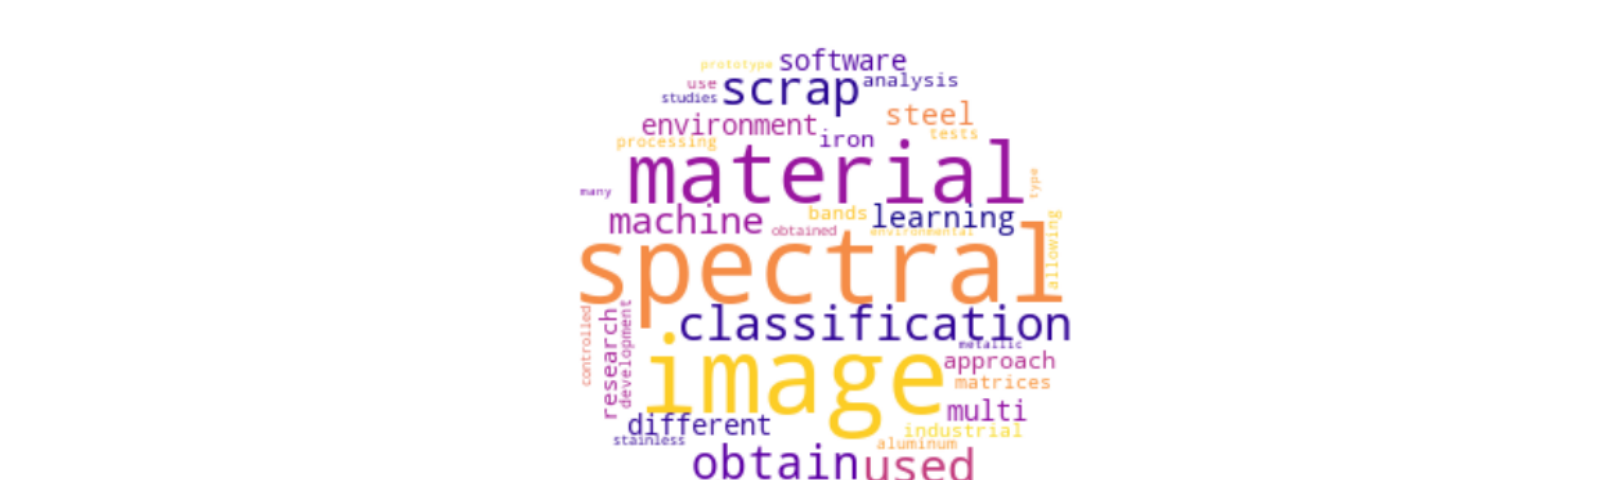 prototype software
use scrap analysis
studies
environment steel
processing iron tests
material type
many
machine bands learning
obtained environmental
spectral allowing
controlled research development
classification
metallic
image approach
matrices
multi
different industrial
stainless aluminum
obtain used